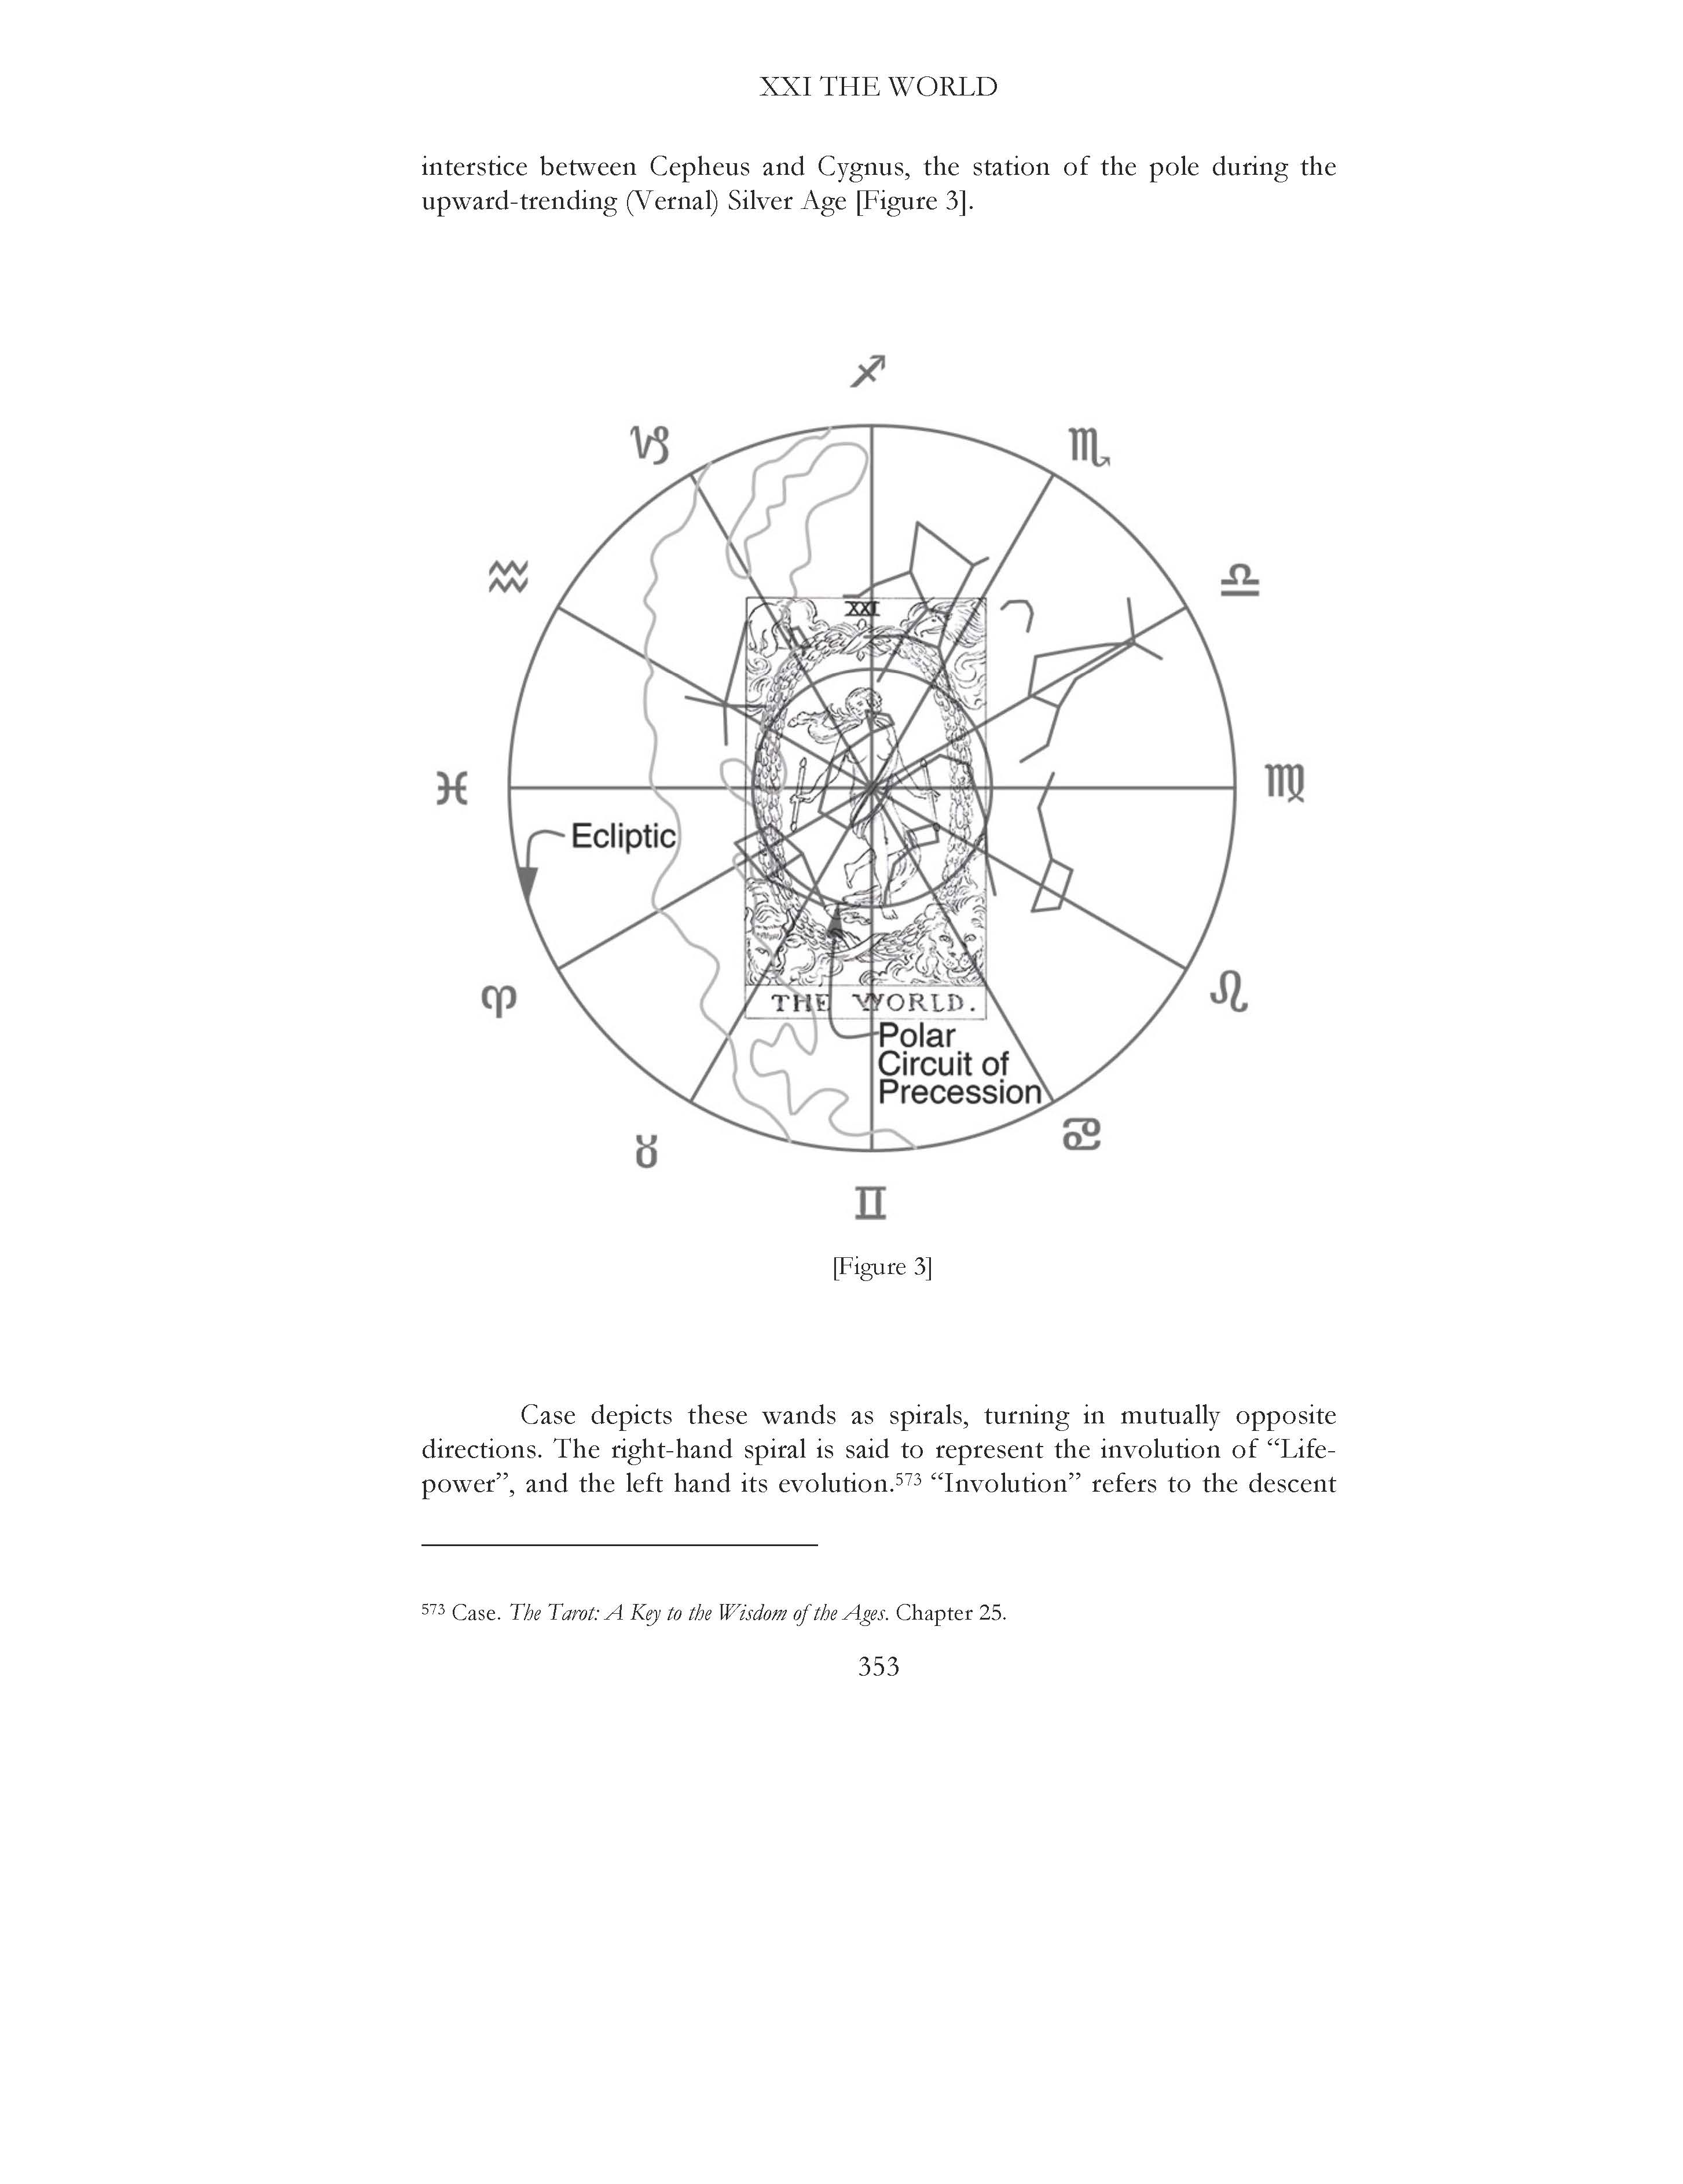 XXI THE WORLD
interstice between Cepheus and Cygnus, the station of the pole during the
upward-trending (Vernal) Silver Age [Figure 3].
♐
♑
♏
♒
♎
XXI
♓
♍
Ecliptic
♈
♌
THE WORLD.
Polar
Circuit of
Precession
♉
♋
♊
[Figure 3]
Case depicts these wands as spirals, turning in mutually opposite
directions. The right-hand spiral is said to represent the involution of “Life-
power”, and the left hand its evolution.573 “Involution” refers to the descent
573 Case. The Tarot: A Key to the Wisdom of the Ages. Chapter 25.
353